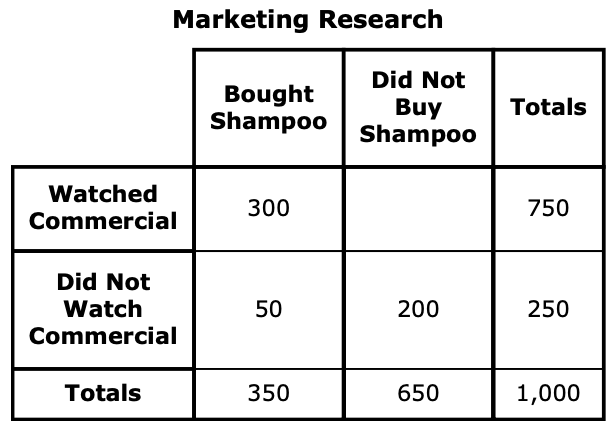 Marketing Research
Bought
Shampoo
Did Not
Buy
Shampoo
Totals
Watched
Commercial
300
750
Did Not
Watch
Commercial
50
200
250
Totals
350
650
1,000